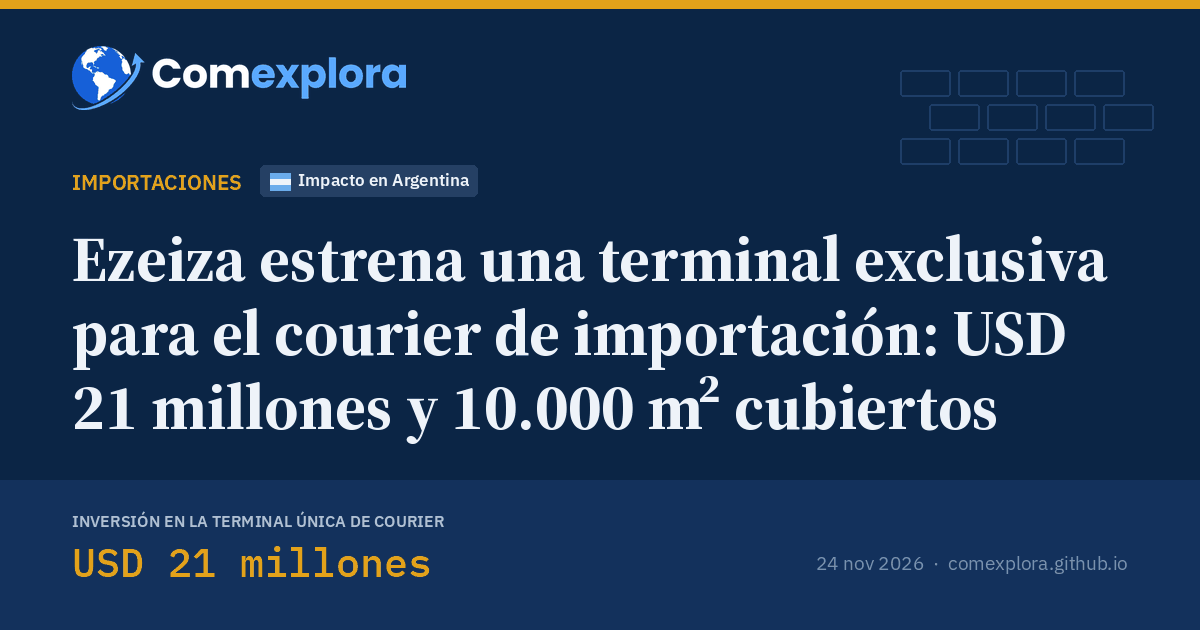 Comexplora
IMPORTACIONES
Impacto en Argentina
Ezeiza estrena una terminal exclusiva
para el courier de importación: USD
21 millones y 10.000 m² cubiertos
INVERSIÓN EN LA TERMINAL ÚNICA DE COURIER
USD 21 millones
24 nov 2026 · comexplora.github.io